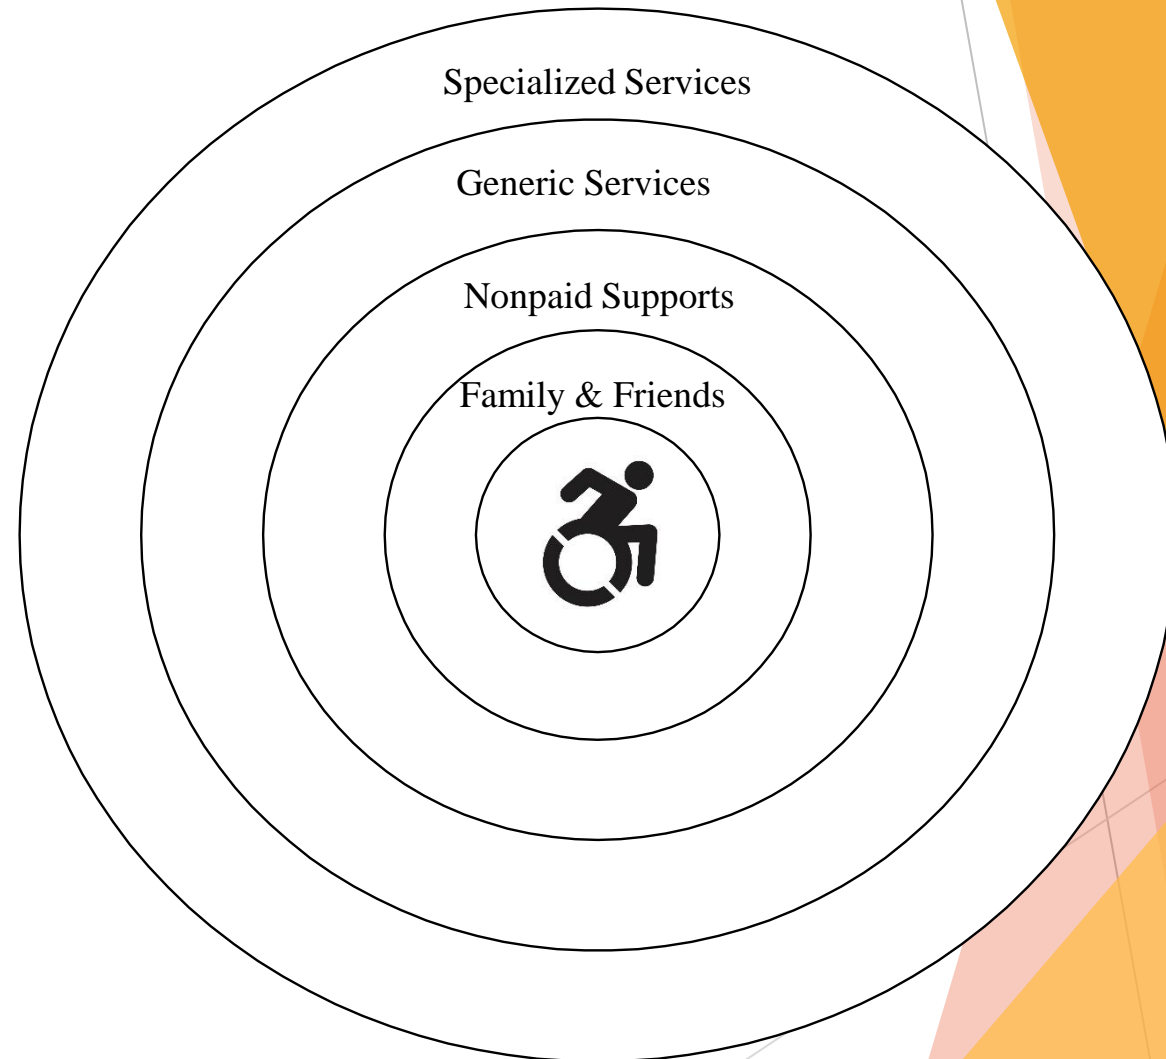 Specialized Services
Generic Services
Nonpaid Supports
Family & Friends